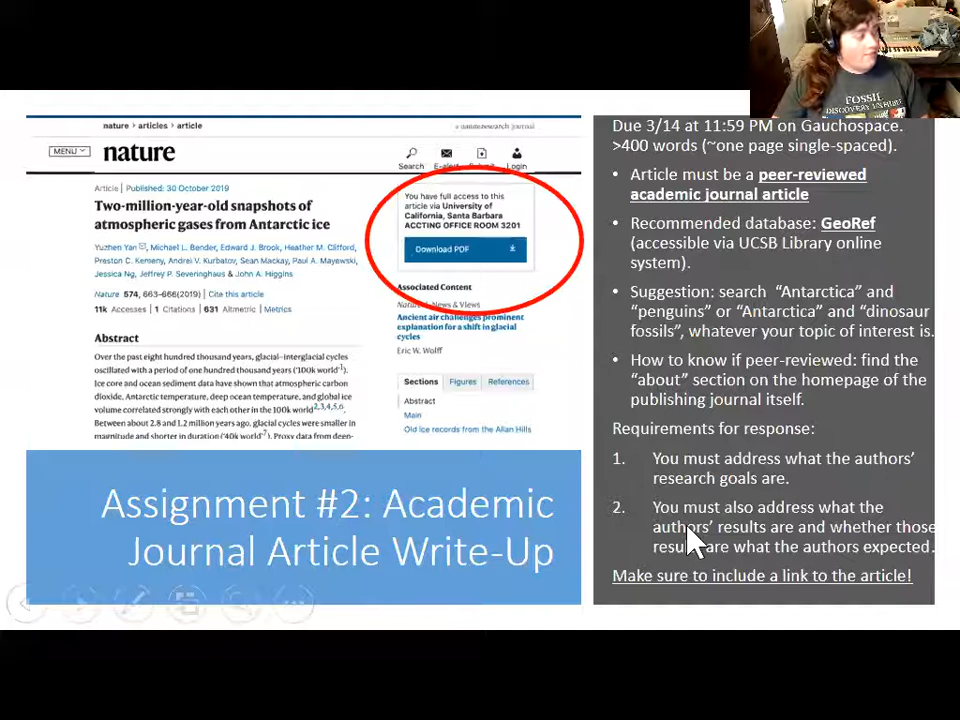 FOSSIL
DISCOVERY
nature > articles > article
a natureresearch journal
MENU
nature
Search
Login
Article | Published: 30 October 2019
Two-million-year-old snapshots of
atmospheric gases from Antarctic ice
Yuzhen Yan, Michael L. Bender, Edward J. Brook, Heather M. Clifford,
Preston C. Kemeny, Andrei V. Kurbatov, Sean Mackay, Paul A. Mayewski,
Jessica Ng, Jeffrey P. Severinghaus & John A. Higgins
Nature 574, 663–666(2019) | Cite this article
11k Accesses | 1 Citations | 631 Altmetric | Metrics
Abstract
Over the past eight hundred thousand years, glacial–interglacial cycles
oscillated with a period of one hundred thousand years ('100k world'1).
Ice core and ocean sediment data have shown that atmospheric carbon
dioxide, Antarctic temperature, deep ocean temperature, and global ice
volume correlated strongly with each other in the 100k world2,3,4,5,6.
Between about 2.8 and 1.2 million years ago, glacial cycles were smaller in
magnitude and shorter in duration ('40k world'7). Proxy data from deep-
You have full access to this
article via University of
California, Santa Barbara
ACCTING OFFICE ROOM 3201
Download PDF
Associated Content
Nature | News & Views
Ancient air challenges prominent
explanation for a shift in glacial
cycles
Eric W. Wolff
Sections Figures References
Abstract
Main
Old ice records from the Allan Hills
Assignment #2: Academic
Journal Article Write-Up
Due 3/14 at 11:59 PM on Gauchospace.
>400 words (~one page single-spaced).
• Article must be a peer-reviewed
academic journal article
• Recommended database: GeoRef
(accessible via UCSB Library online
system).
• Suggestion: search "Antarctica" and
"penguins" or "Antarctica" and "dinosaur
fossils", whatever your topic of interest is.
• How to know if peer-reviewed: find the
"about" section on the homepage of the
publishing journal itself.
Requirements for response:
1. You must address what the authors'
research goals are.
2. You must also address what the
authors' results are and whether those
results are what the authors expected.
Make sure to include a link to the article!